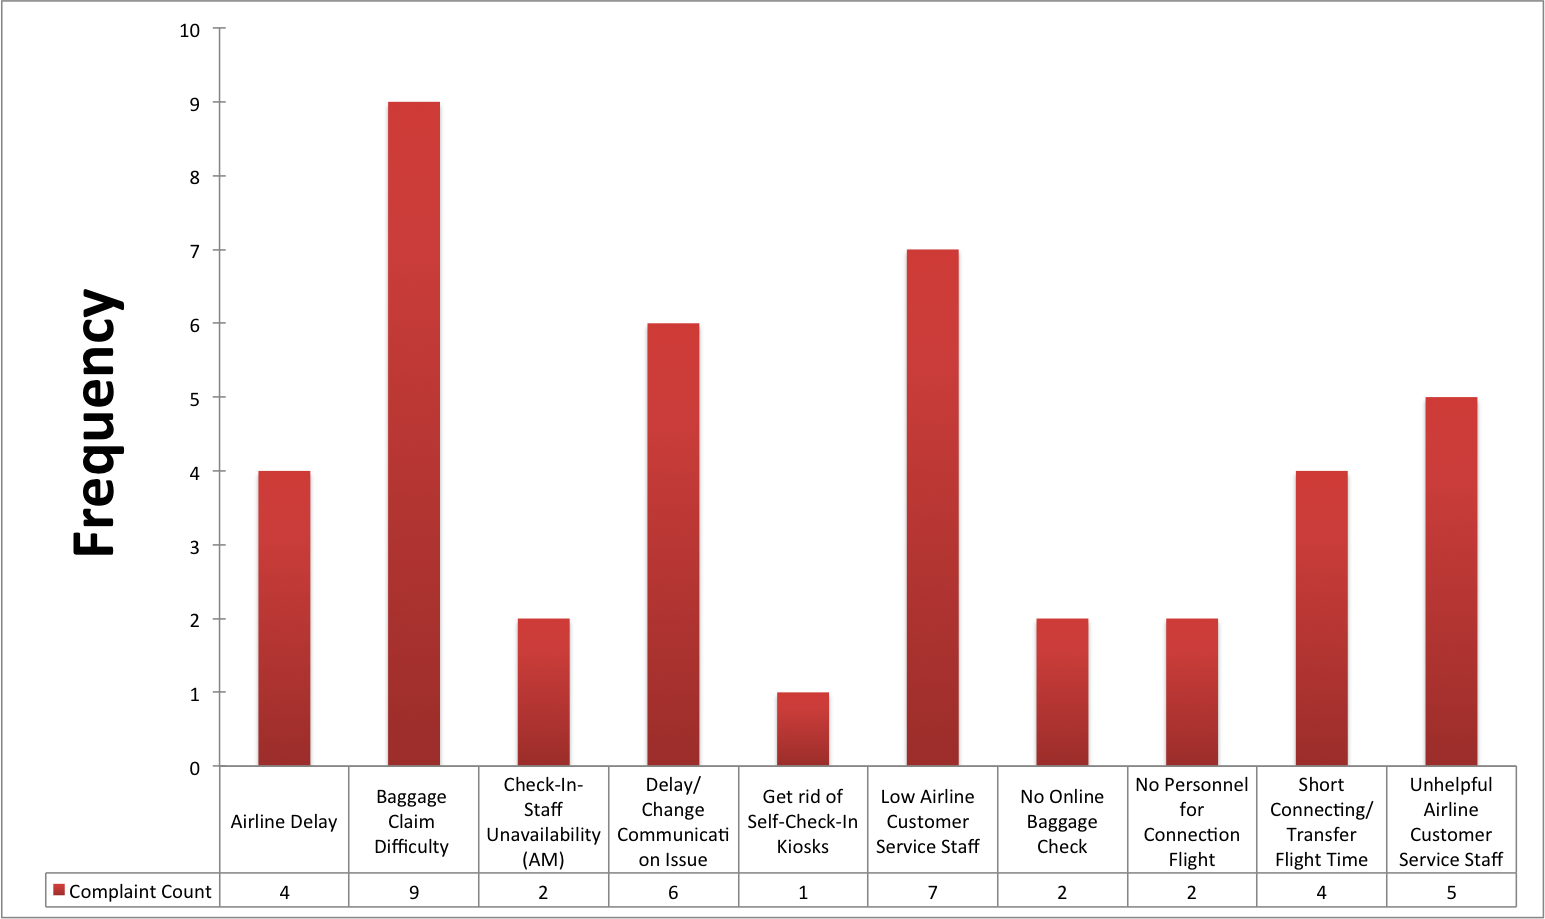 Frequency
10
9
8
7
6
5
4
3
2
1
0
Airline Delay
Baggage
Claim
Difficulty
Check-In-
Staff
Unavailability
(AM)
Delay/
Change
Communicati
on Issue
Get rid of
Self-Check-In
Kiosks
Low Airline
Customer
Service Staff
No Online
Baggage
Check
No Personnel
for
Connection
Flight
Short
Connecting/
Transfer
Flight Time
Unhelpful
Airline
Customer
Service Staff
Complaint Count 4 9 2 6 1 7 2 2 4 5